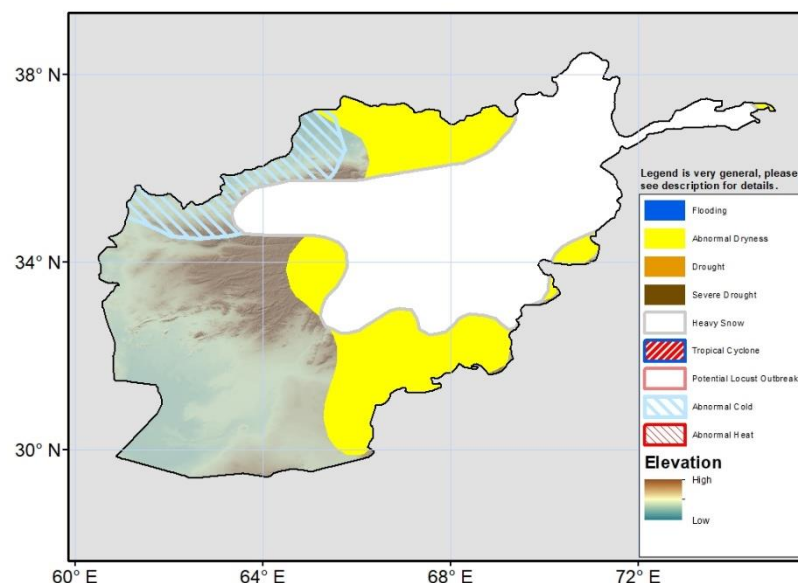 38° N
34° N
30° N
60° E
64° E
68° E
72° E
Legend is very general, please
see description for details.
Flooding
Abnormal Dryness
Drought
Severe Drought
Heavy Snow
Tropical Cyclone
Potential Locust Outbreak
Abnormal Cold
Abnormal Heat
Elevation
High
Low